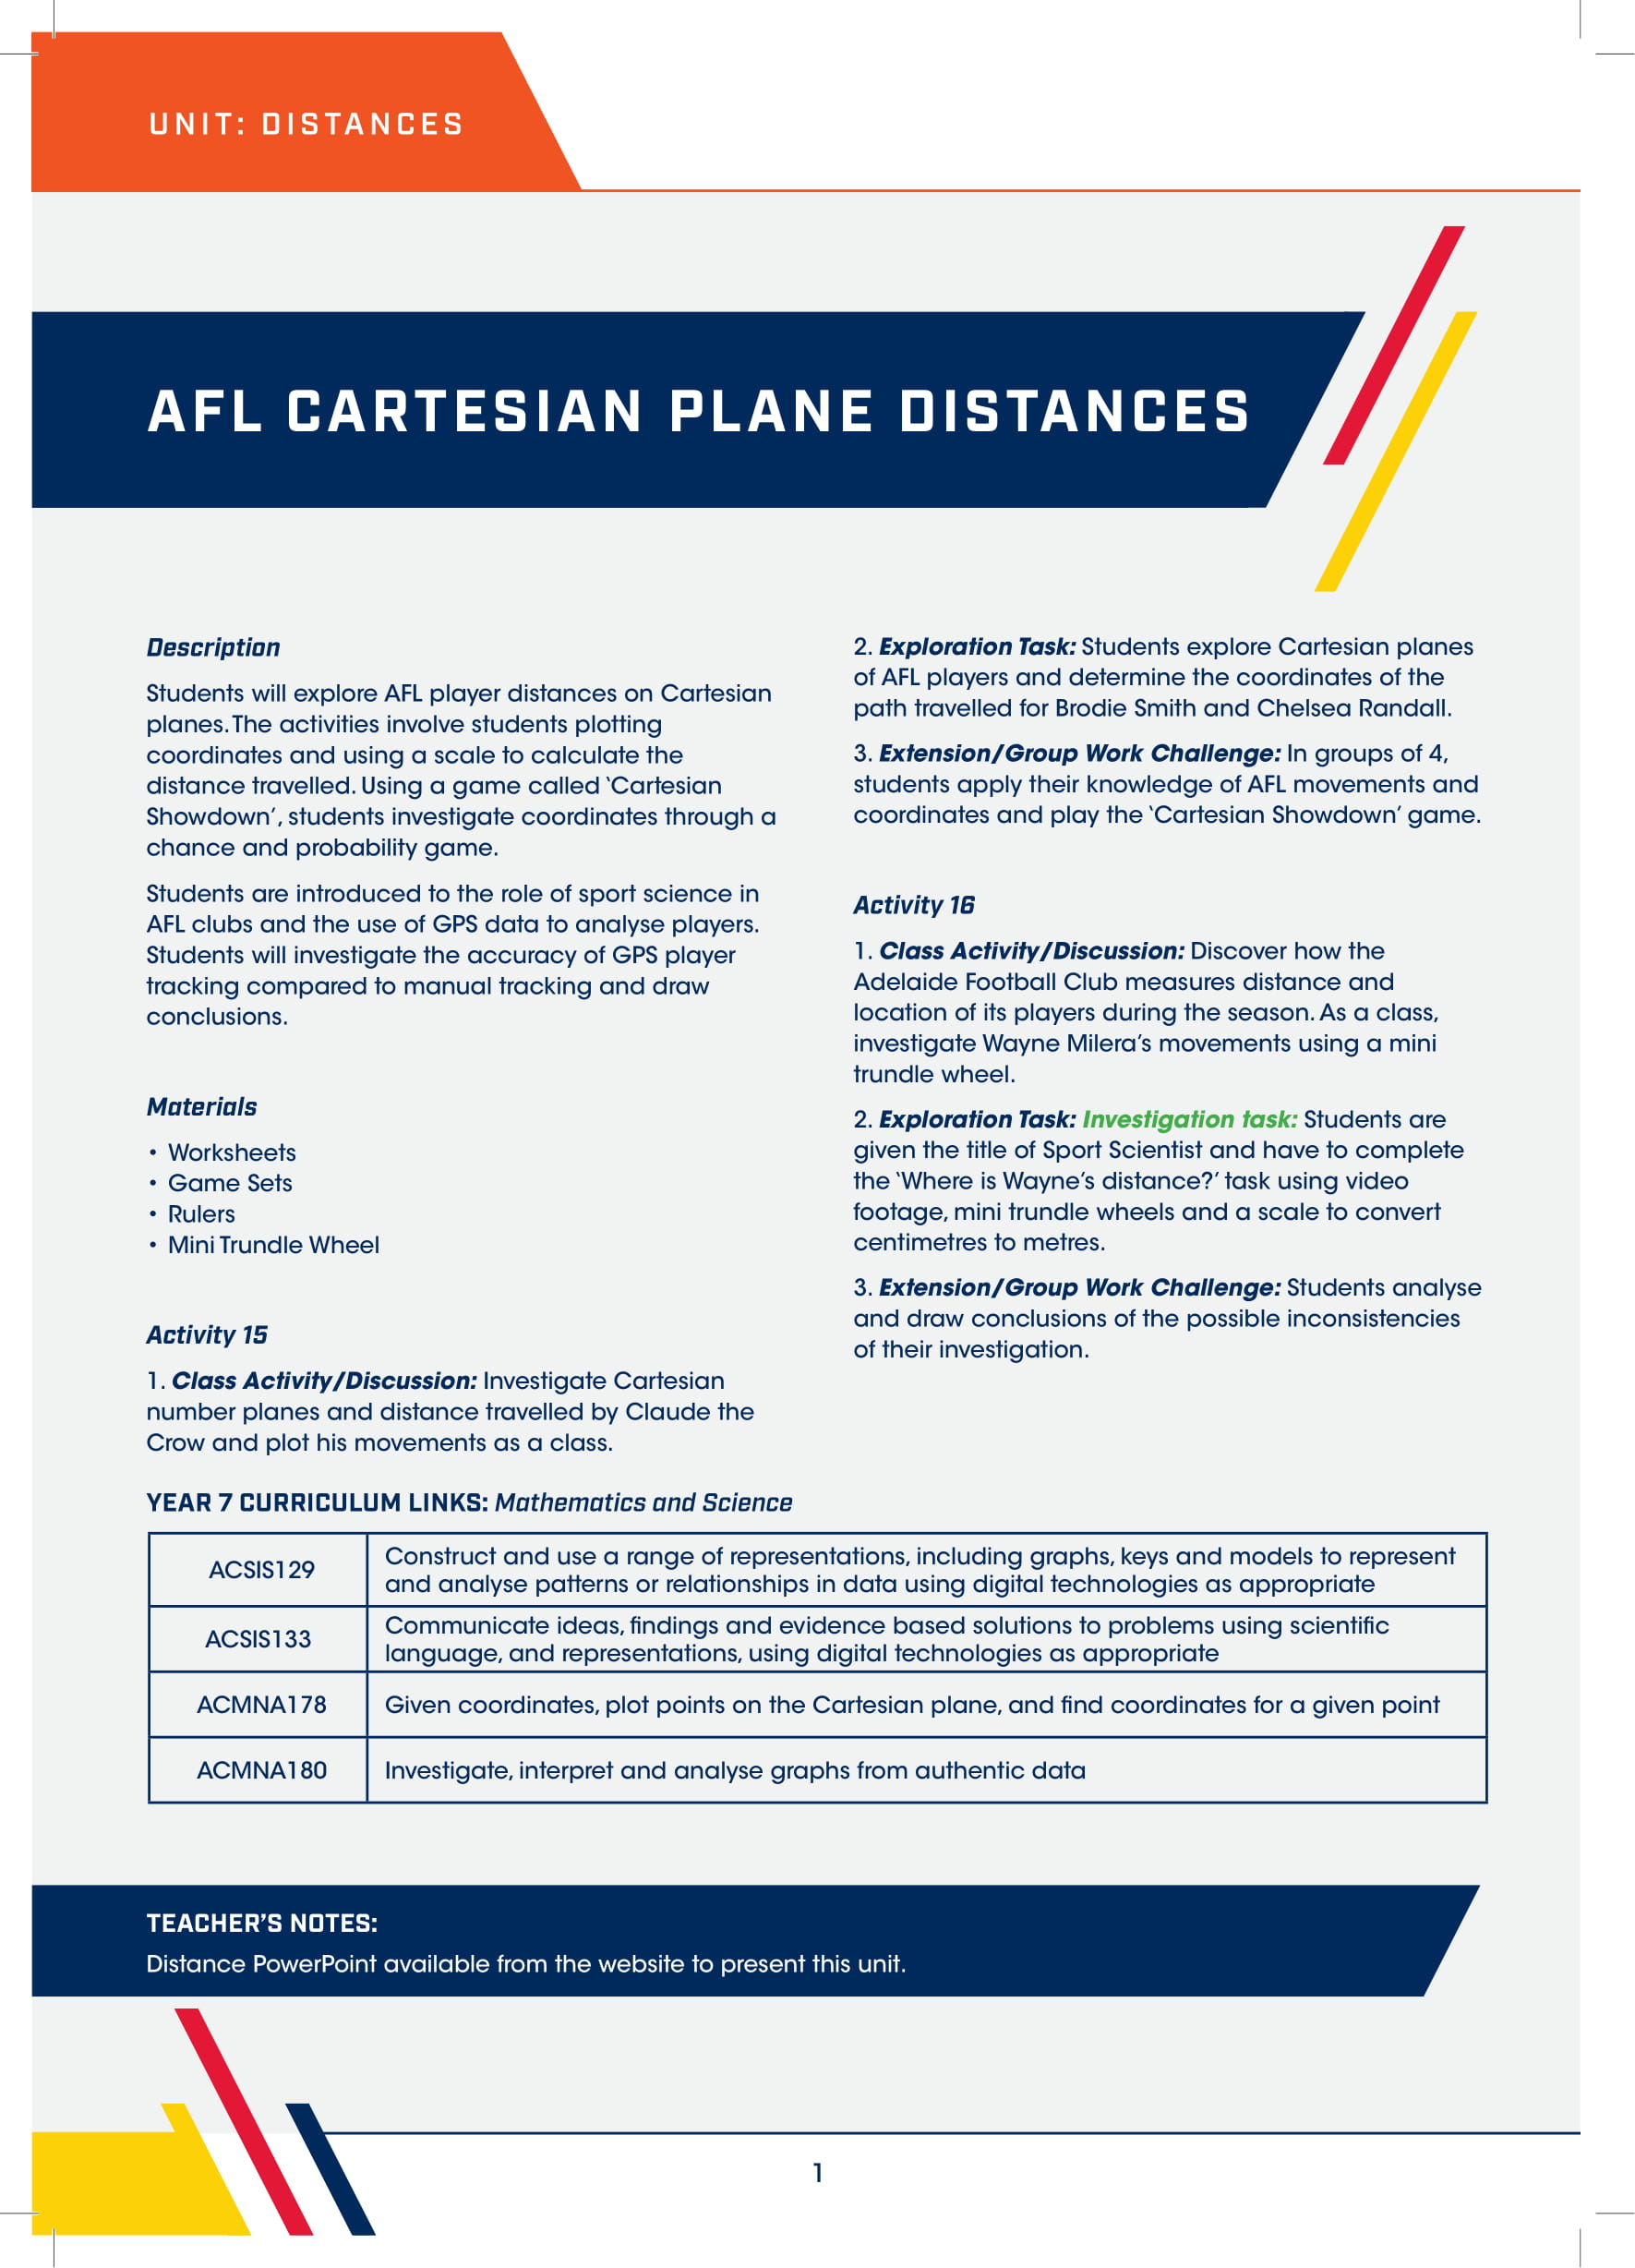 UNIT: DISTANCES
AFL CARTESIAN PLANE DISTANCES
Description
Students will explore AFL player distances on Cartesian
planes. The activities involve students plotting
coordinates and using a scale to calculate the
distance travelled. Using a game called ‘Cartesian
Showdown’, students investigate coordinates through a
chance and probability game.
Students are introduced to the role of sport science in
AFL clubs and the use of GPS data to analyse players.
Students will investigate the accuracy of GPS player
tracking compared to manual tracking and draw
conclusions.
Materials
• Worksheets
• Game Sets
• Rulers
• Mini Trundle Wheel
Activity 15
1. Class Activity/Discussion: Investigate Cartesian
number planes and distance travelled by Claude the
Crow and plot his movements as a class.
2. Exploration Task: Students explore Cartesian planes
of AFL players and determine the coordinates of the
path travelled for Brodie Smith and Chelsea Randall.
3. Extension/Group Work Challenge: In groups of 4,
students apply their knowledge of AFL movements and
coordinates and play the ‘Cartesian Showdown’ game.
Activity 16
1. Class Activity/Discussion: Discover how the
Adelaide Football Club measures distance and
location of its players during the season. As a class,
investigate Wayne Milera’s movements using a mini
trundle wheel.
2. Exploration Task: Investigation task: Students are
given the title of Sport Scientist and have to complete
the ‘Where is Wayne’s distance?’ task using video
footage, mini trundle wheels and a scale to convert
centimetres to metres.
3. Extension/Group Work Challenge: Students analyse
and draw conclusions of the possible inconsistencies
of their investigation.
YEAR 7 CURRICULUM LINKS: Mathematics and Science
ACSIS129
Construct and use a range of representations, including graphs, keys and models to represent
and analyse patterns or relationships in data using digital technologies as appropriate
ACSIS133
Communicate ideas, findings and evidence based solutions to problems using scientific
language, and representations, using digital technologies as appropriate
ACMNA178
Given coordinates, plot points on the Cartesian plane, and find coordinates for a given point
ACMNA180
Investigate, interpret and analyse graphs from authentic data
TEACHER’S NOTES:
Distance PowerPoint available from the website to present this unit.
1